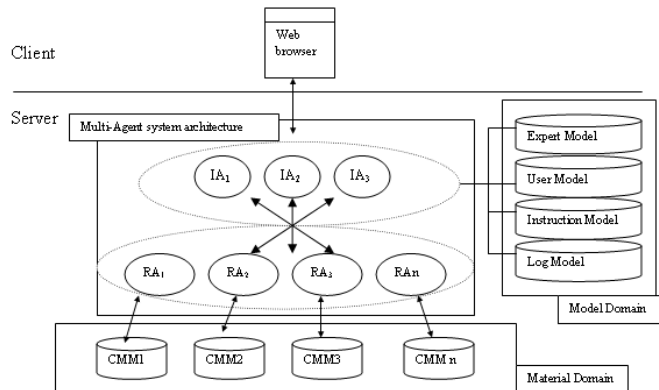 Web
browser
Client
Server
Multi-Agent system architecture
Expert Model
IA₁
IA₂
IA₃
User Model
Instruction Model
Log Model
RA₁
RA₂
RA₃
RAn
Model Domain
CMM1
CMM2
CMM3
CMM n
Material Domain